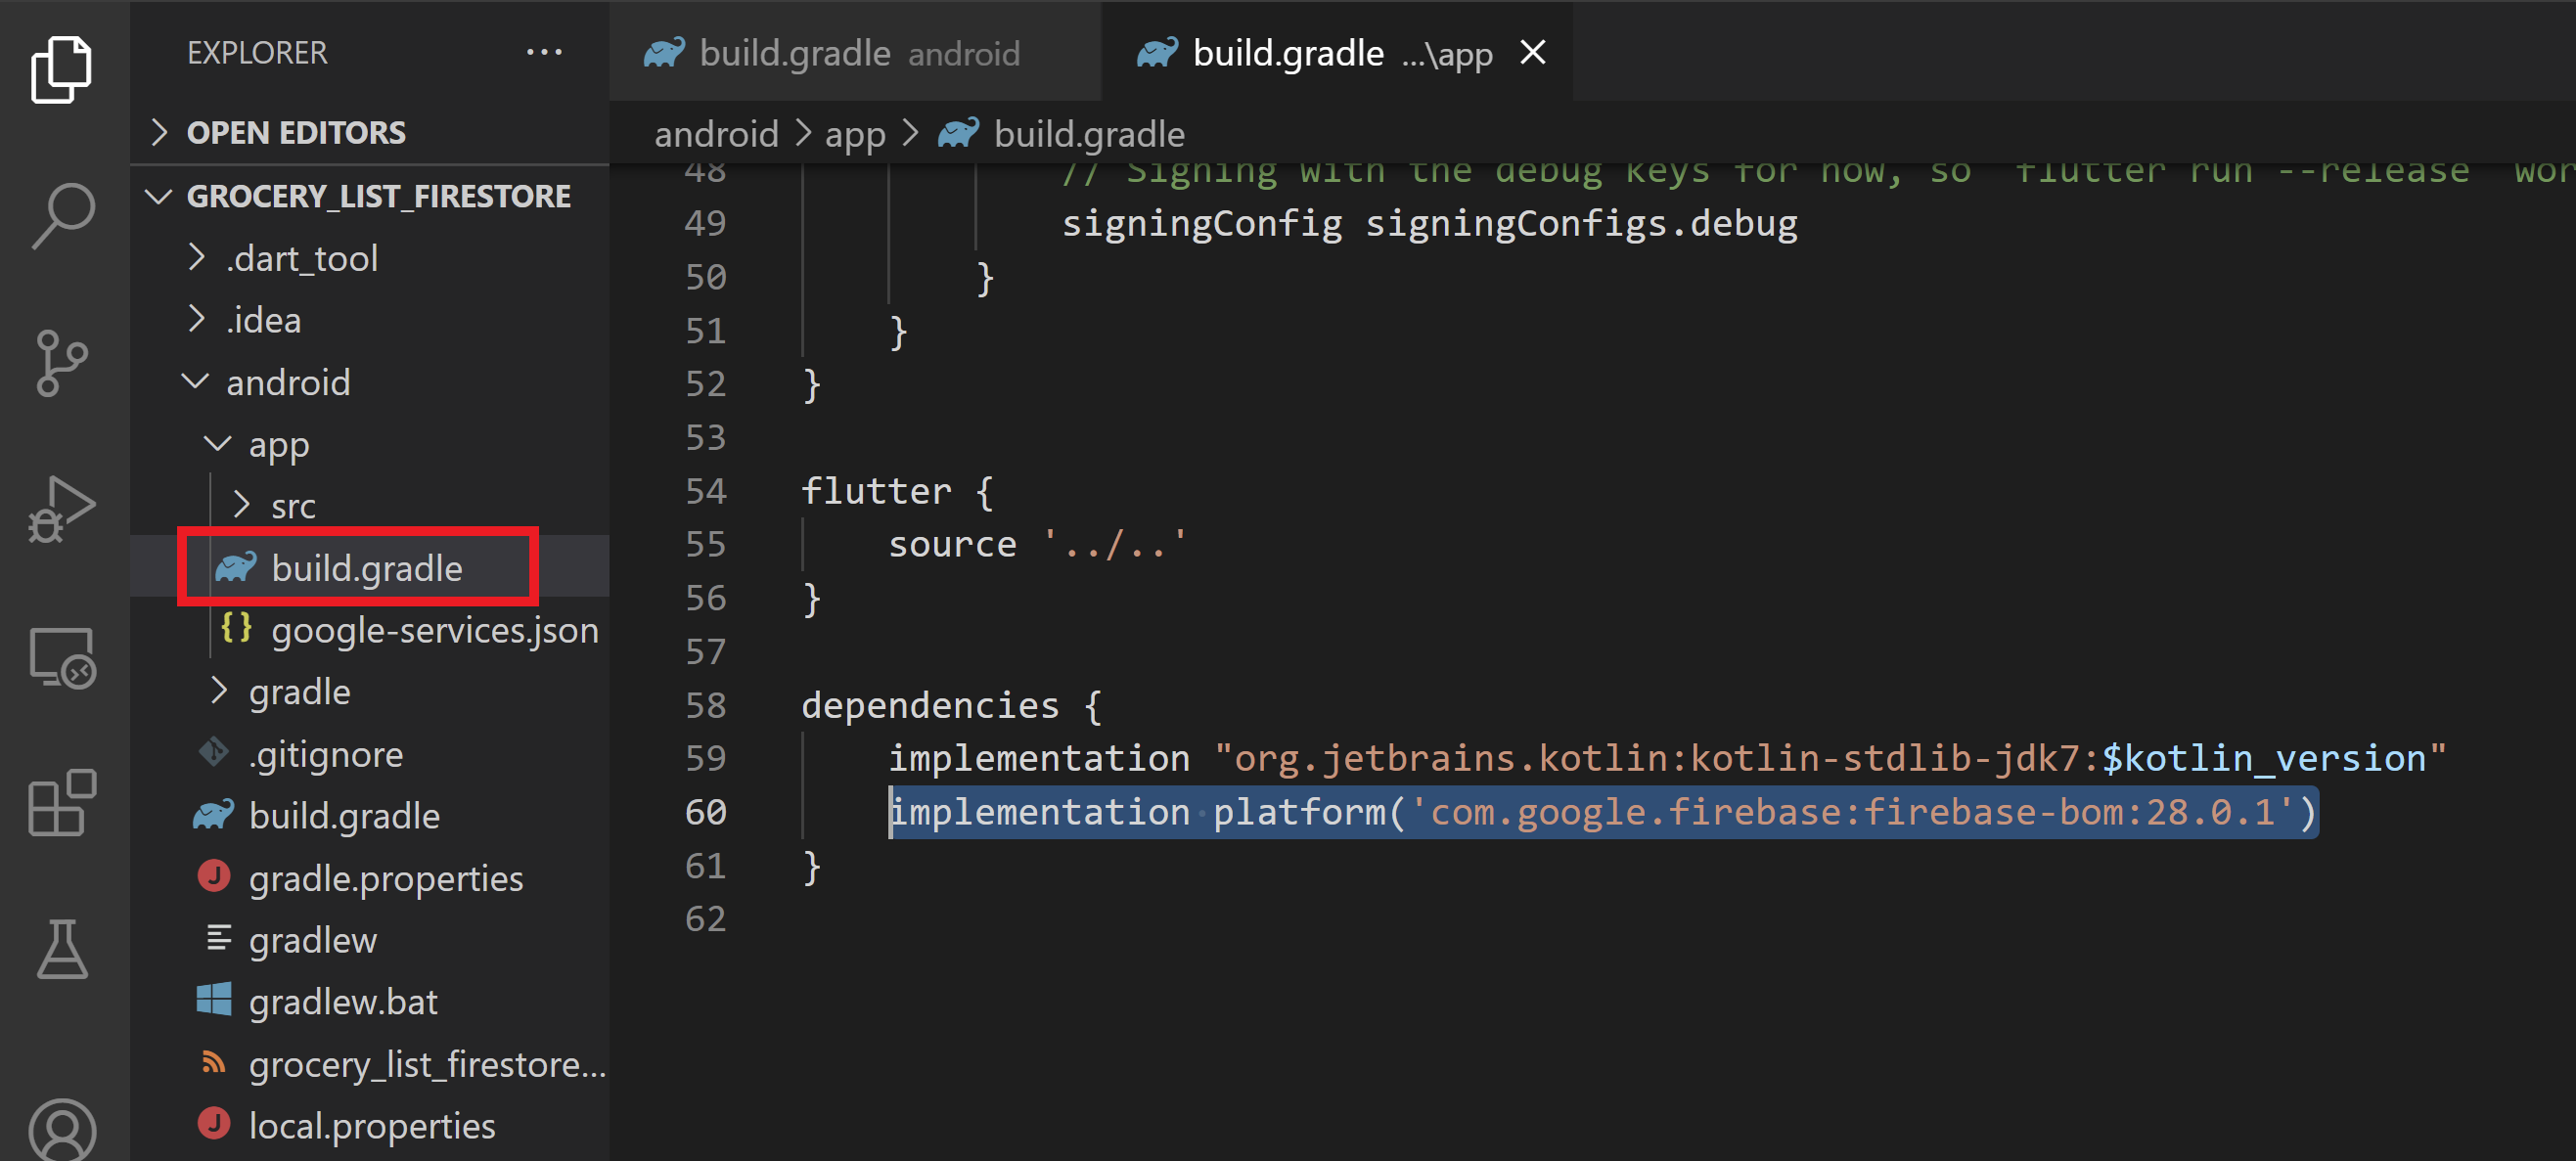 EXPLORER ...
OPEN EDITORS
GROCERY_LIST_FIRESTORE
.dart_tool
.idea
android
app
src
build.gradle
google-services.json
gradle
.gitignore
build.gradle
gradle.properties
gradlew
gradlew.bat
grocery_list_firestore...
local.properties
build.gradle android
build.gradle ...\app
android > app > build.gradle
48 // Signing with the debug keys for now, so `flutter run --release` wor
49 signingConfig signingConfigs.debug
50 }
51 }
52 }
53
54 flutter {
55 source '../..'
56 }
57
58 dependencies {
59 implementation "org.jetbrains.kotlin:kotlin-stdlib-jdk7:$kotlin_version"
60 implementation platform('com.google.firebase:firebase-bom:28.0.1')
61 }
62